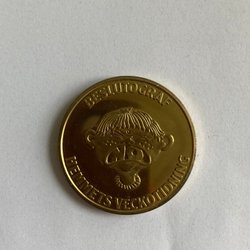 BESLUTOGRAF
HEMMETS VECKOTIDNING